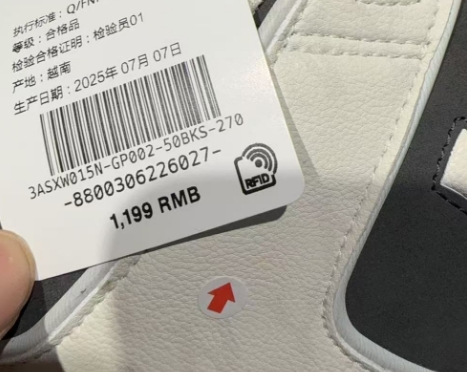 执行标准：Q/FN
等级：合格品
检验合格证明：检验员01
产地：越南
生产日期：2025年07月07日
3ASXW015N-GP002-50BKS-270
-8800306226027-
RFID
1,199 RMB